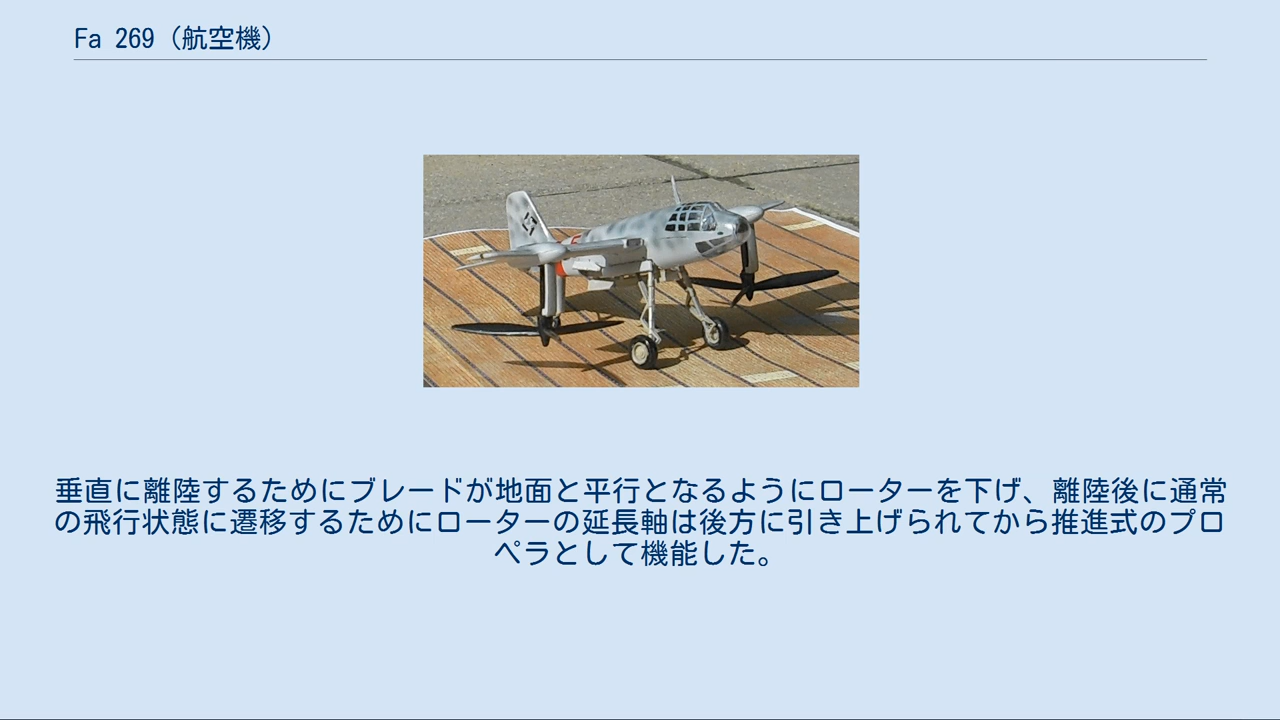 Fa 269（航空機）
垂直に離陸するためにブレードが地面と平行となるようにローターを下げ、離陸後に通常
の飛行状態に遷移するためにローターの延長軸は後方に引き上げられてから推進式のプロ
ペラとして機能した。